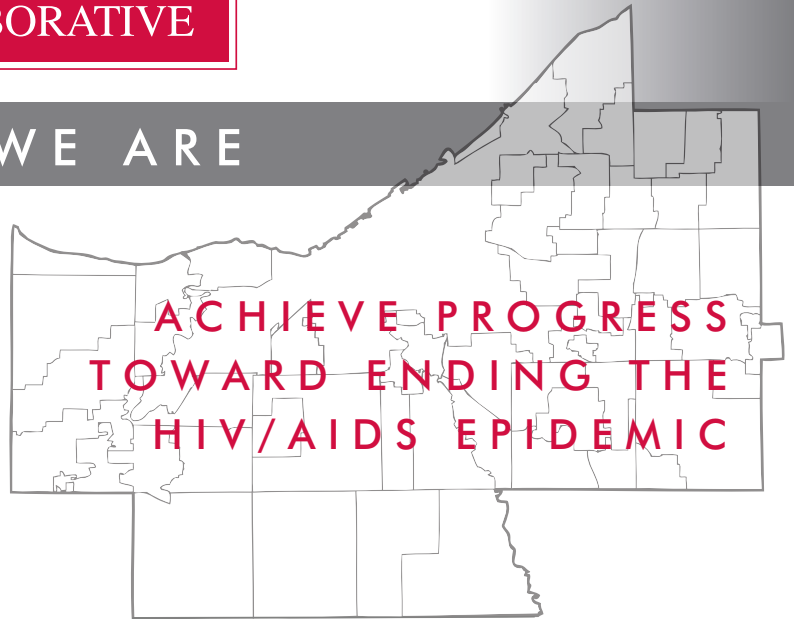 BORATIVE
WE ARE
ACHIEVE PROGRESS
TOWARD ENDING THE
HIV/AIDS EPIDEMIC